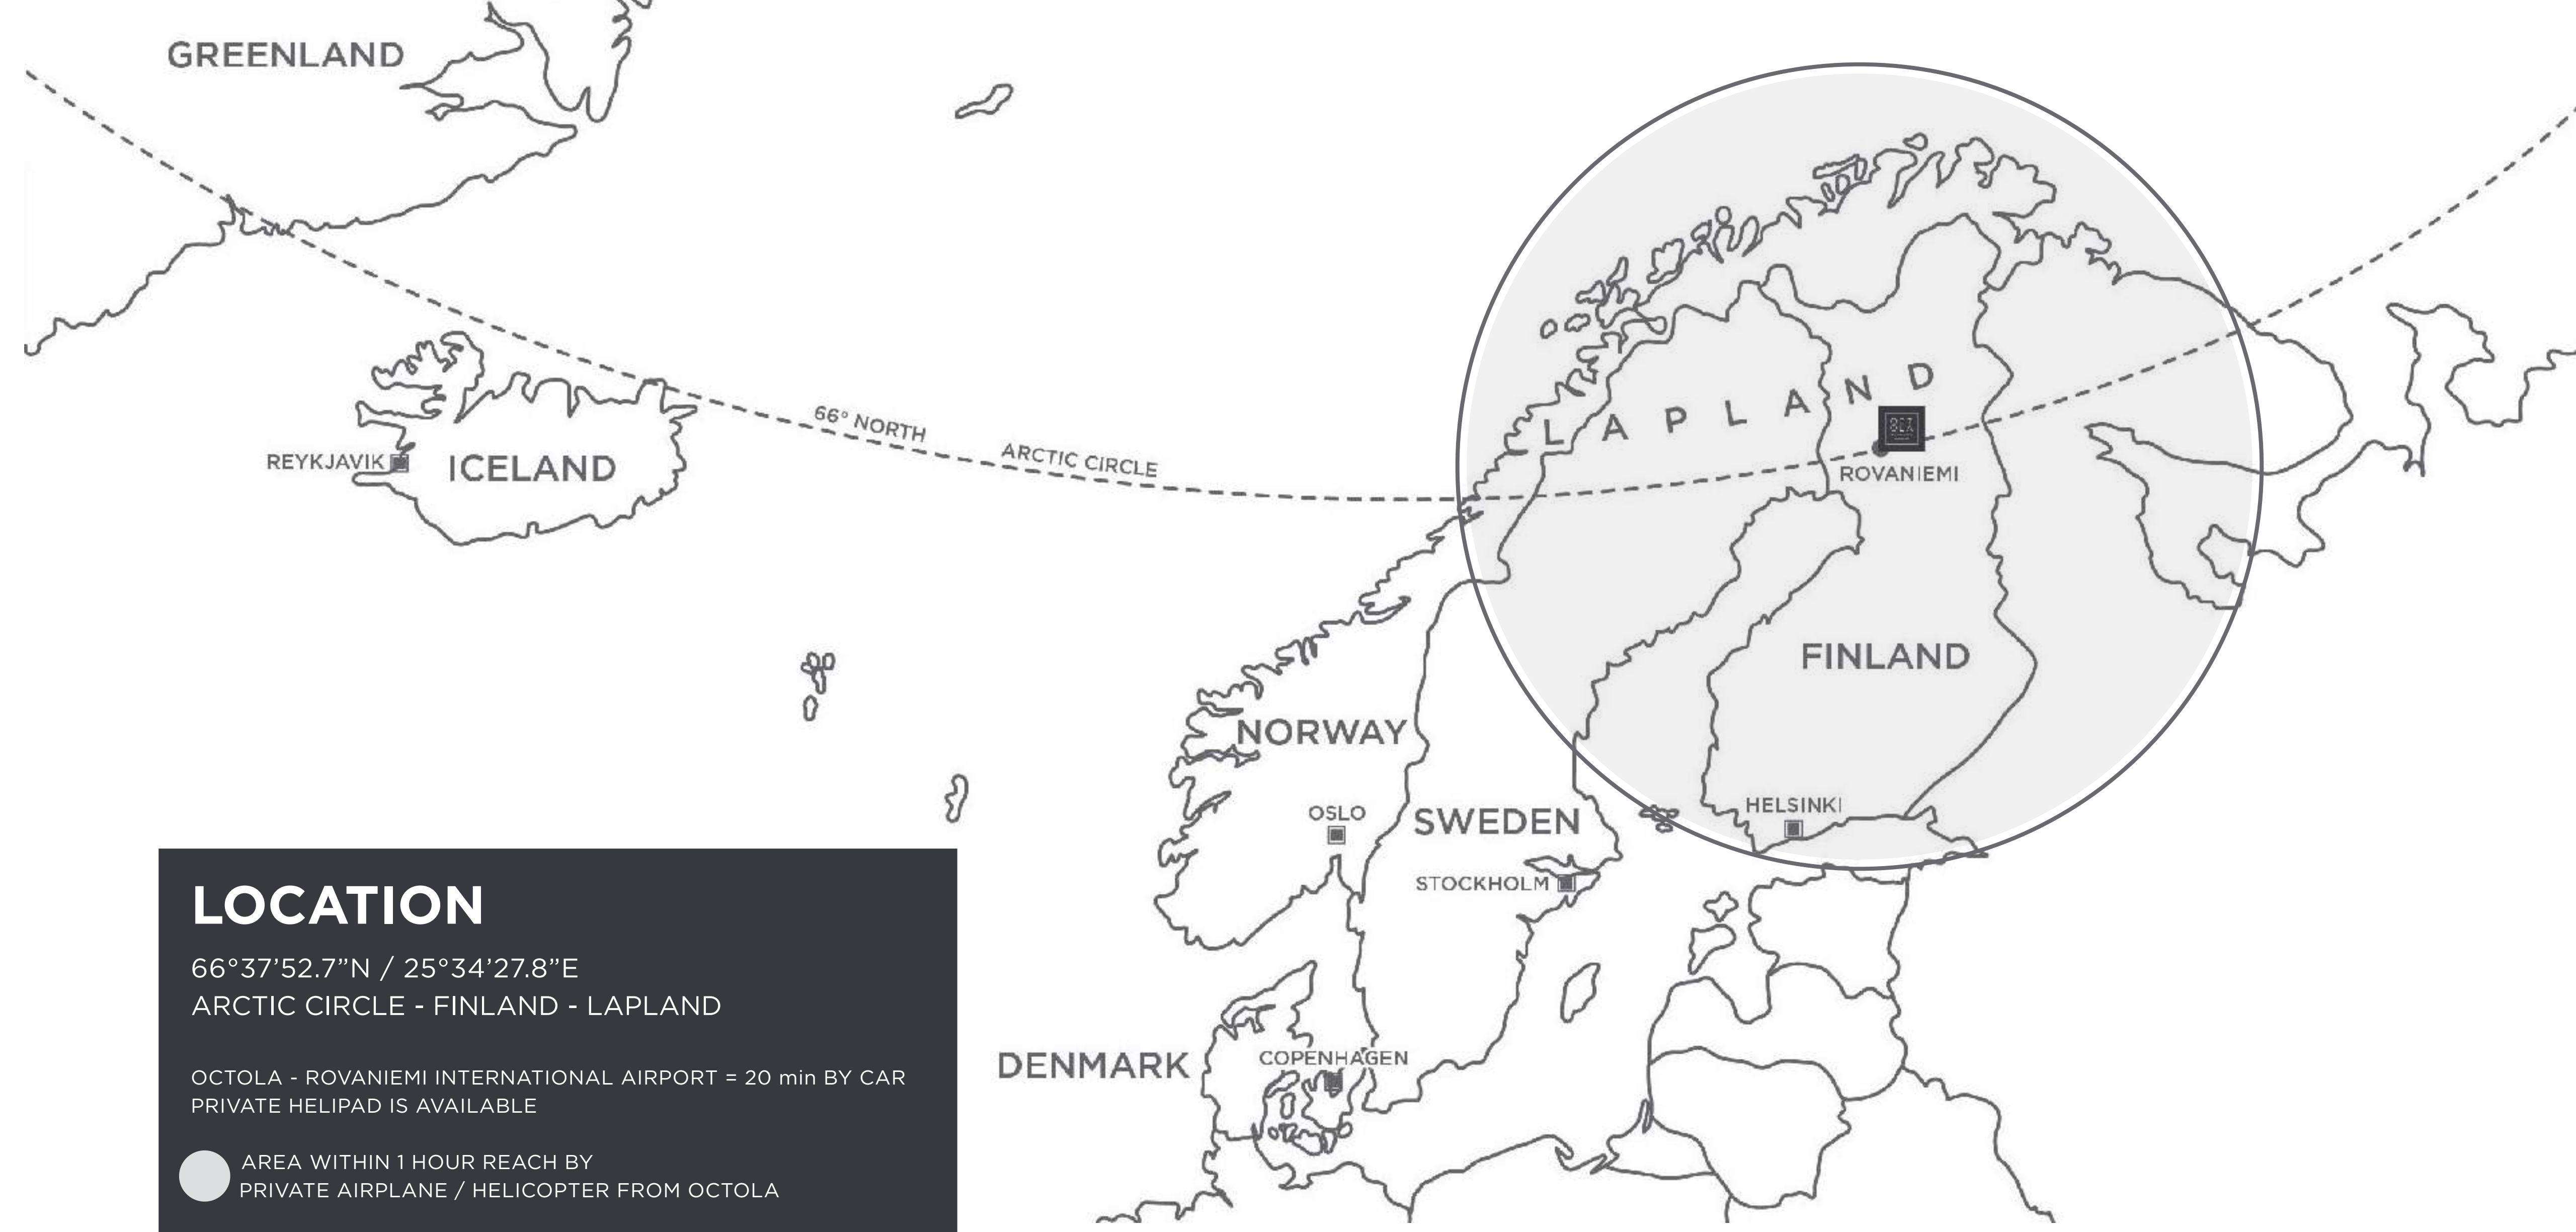 GREENLAND
66° NORTH
ARCTIC CIRCLE
REYKJAVIK
ICELAND
LAPLAND
ROVANIEMI
FINLAND
NORWAY
HELSINKI
OSLO
SWEDEN
STOCKHOLM
DENMARK
COPENHAGEN
LOCATION
66°37’52.7”N / 25°34’27.8”E
ARCTIC CIRCLE - FINLAND - LAPLAND
OCTOLA - ROVANIEMI INTERNATIONAL AIRPORT = 20 min BY CAR
PRIVATE HELIPAD IS AVAILABLE
AREA WITHIN 1 HOUR REACH BY
PRIVATE AIRPLANE / HELICOPTER FROM OCTOLA